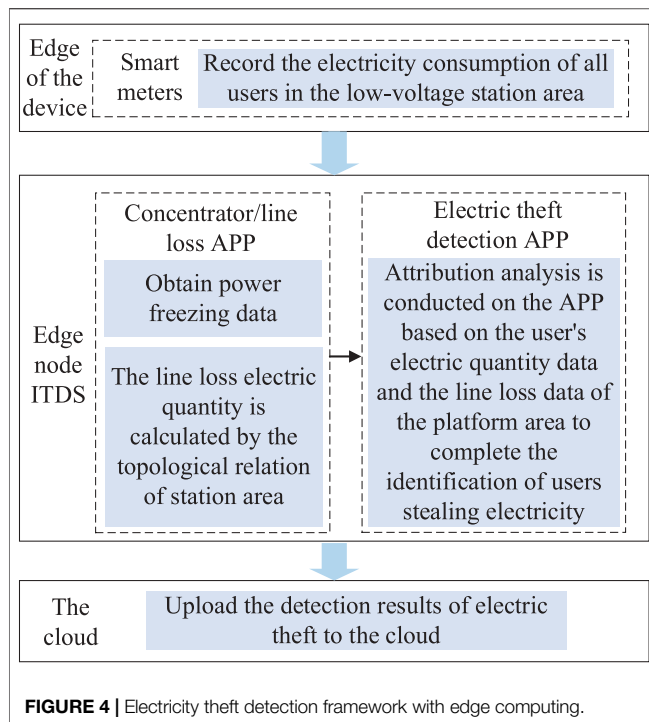 Edge
of the
device
Smart
meters
Record the electricity consumption of all
users in the low-voltage station area
Edge
node
ITDS
Concentrator/line
loss APP
Obtain power
freezing data
The line loss electric
quantity is
calculated by the
topological relation
of station area
Electric theft
detection APP
Attribution analysis is
conducted on the APP
based on the user's
electric quantity data
and the line loss data of
the platform area to
complete the
identification of users
stealing electricity
The
cloud
Upload the detection results of electric
theft to the cloud
FIGURE 4 | Electricity theft detection framework with edge computing.